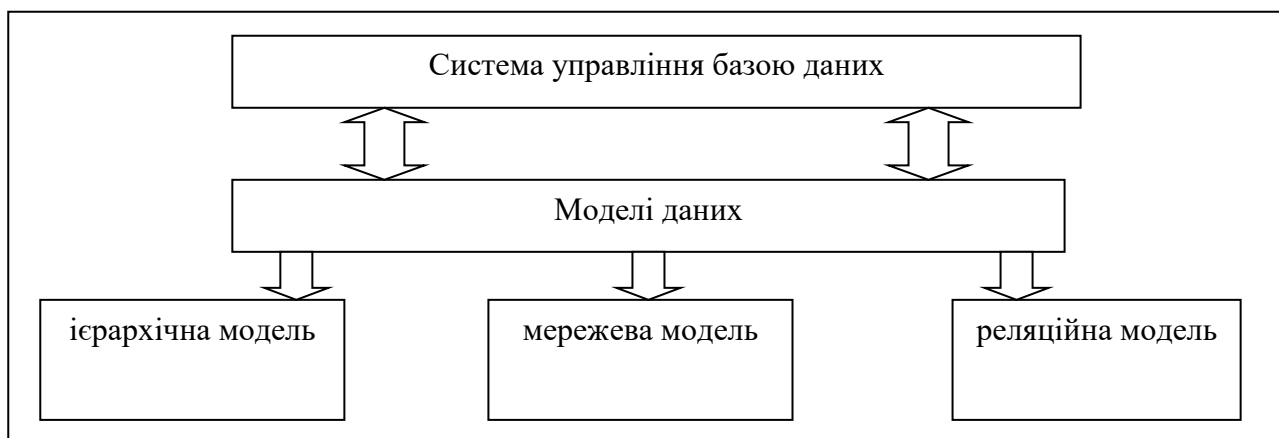 Система управління базою даних
Моделі даних
ієрархічна модель
мережева модель
реляційна модель